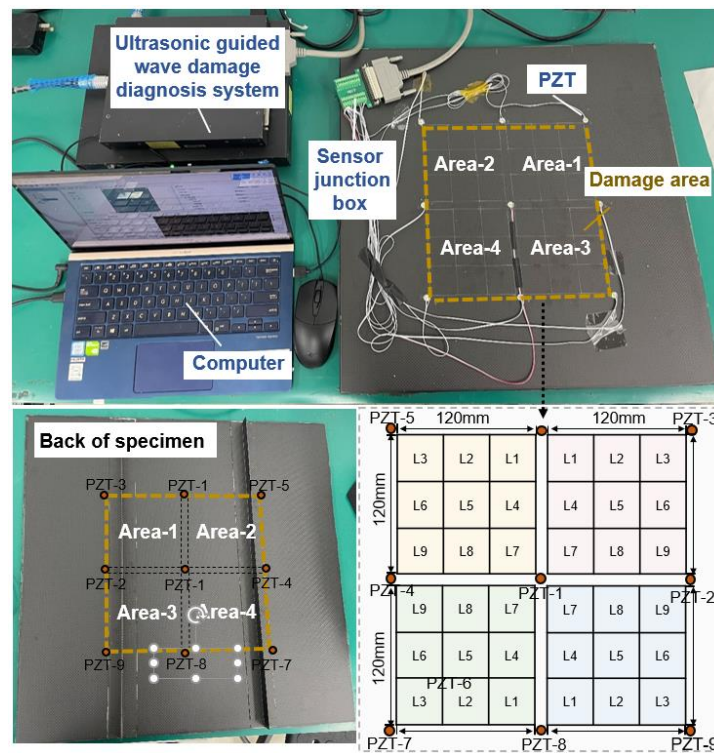 Ultrasonic guided
wave damage
diagnosis system
PZT
Sensor
junction
box
Area-2
Area-1
Damage area
Area-4
Area-3
Computer
Back of specimen
PZT-3
PZT-1
PZT-5
Area-1
Area-2
PZT-2
PZT-1
PZT-4
Area-3
Area-4
PZT-9
PZT-8
PZT-7
PZT-5
120mm
120mm
PZT-3
120mm
L3 L2 L1 L1 L2 L3
L6 L5 L4 L4 L5 L6
L9 L8 L7 L7 L8 L9
PZT-4
PZT-1
PZT-2
120mm
L9 L8 L7 L7 L8 L9
L6 L5 L4 L4 L5 L6
PZT-6
L3 L2 L1 L1 L2 L3
PZT-7
PZT-8
PZT-9